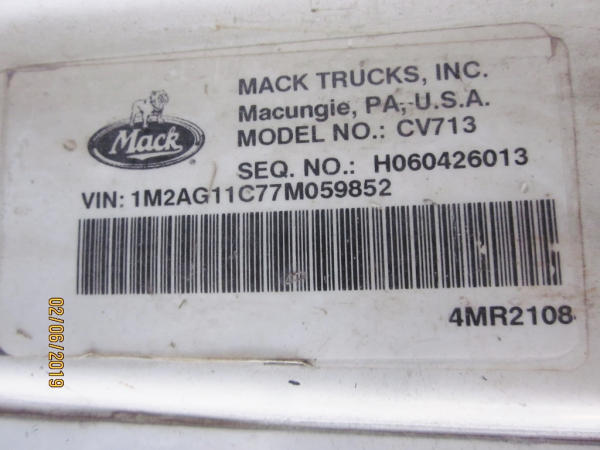 MACK TRUCKS, INC.
Macungie, PA, U.S.A.
MODEL NO.: CV713
SEQ. NO.: H060426013
Mack
VIN: 1M2AG11C77M059852
4MR2108
02/06/2019